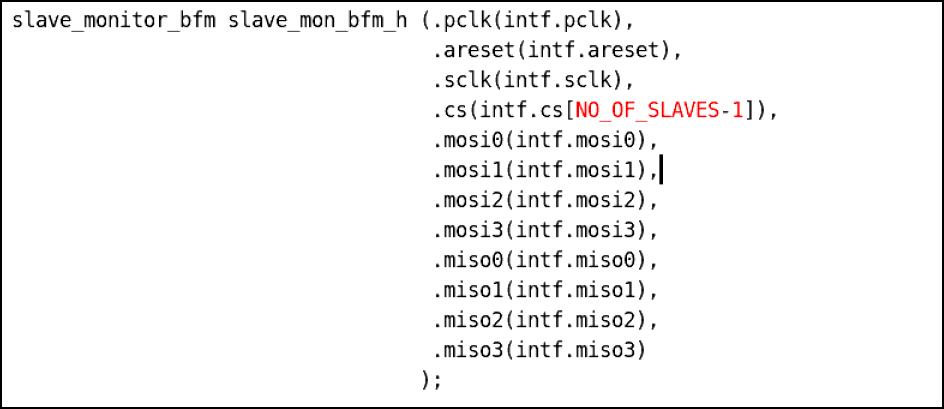 slave_monitor_bfm slave_mon_bfm_h (.pclk(intf.pclk),
.areset(intf.areset),
.sclk(intf.sclk),
.cs(intf.cs[NO_OF_SLAVES-1]),
.mosi0(intf.mosi0),
.mosi1(intf.mosi1),
.mosi2(intf.mosi2),
.mosi3(intf.mosi3),
.miso0(intf.miso0),
.miso1(intf.miso1),
.miso2(intf.miso2),
.miso3(intf.miso3)
);